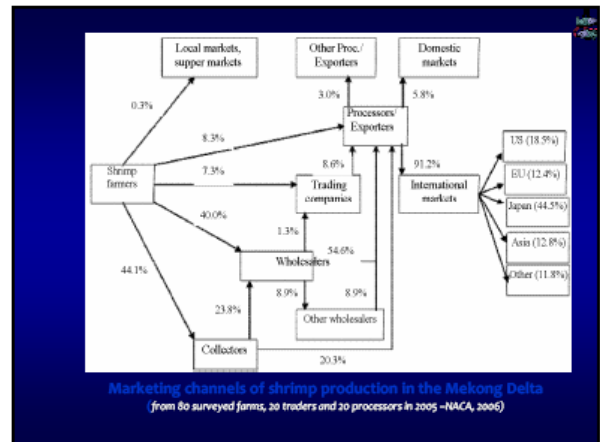 Local markets,
supper markets
Other Proc./
Exporters
Domestic
markets
0.3%
3.0%
5.8%
8.3%
Processors/
Exporters
US (18.5%)
Shrimp
farmers
7.3%
8.6%
91.2%
EU (12.4%)
Trading
companies
International
markets
Japan (44.5%)
40.0%
1.3%
54.6%
Asia (12.8%)
44.1%
Wholesalers
Other (11.8%)
23.8%
8.9%
8.9%
Other wholesalers
Collectors
20.3%
Marketing channels of shrimp production in the Mekong Delta
(from 80 surveyed farms, 20 traders and 20 processors in 2005 –NACA, 2006)